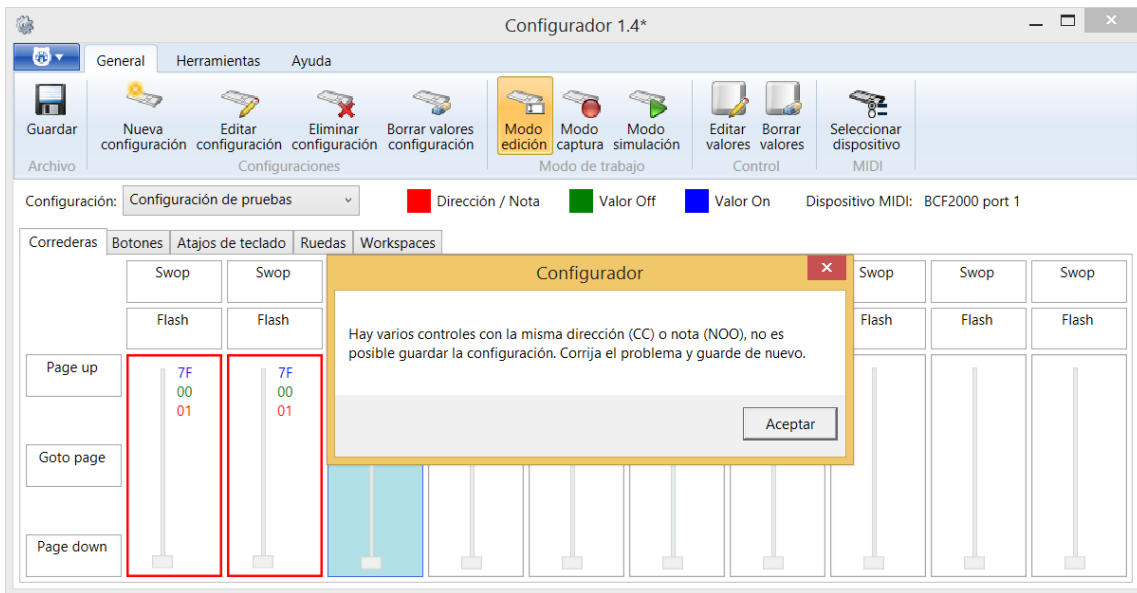 Configurador 1.4*
General Herramientas Ayuda
Guardar
Nueva configuración
Editar configuración
Eliminar configuración
Borrar valores configuración
Modo edición
Modo captura
Modo simulación
Editar valores
Borrar valores
Seleccionar dispositivo
Archivo Configuraciones Modo de trabajo Control MIDI
Configuración: Configuración de pruebas Dirección / Nota Valor Off Valor On Dispositivo MIDI: BCF2000 port 1
Correderas Botones Atajos de teclado Ruedas Workspaces
Swop Swop Swop Swop Swop
Flash Flash Flash Flash Flash
Configurador
Hay varios controles con la misma dirección (CC) o nota (NOO), no es
posible guardar la configuración. Corrija el problema y guarde de nuevo.
Aceptar
Page up
7F 7F
00 00
01 01
Goto page
Page down